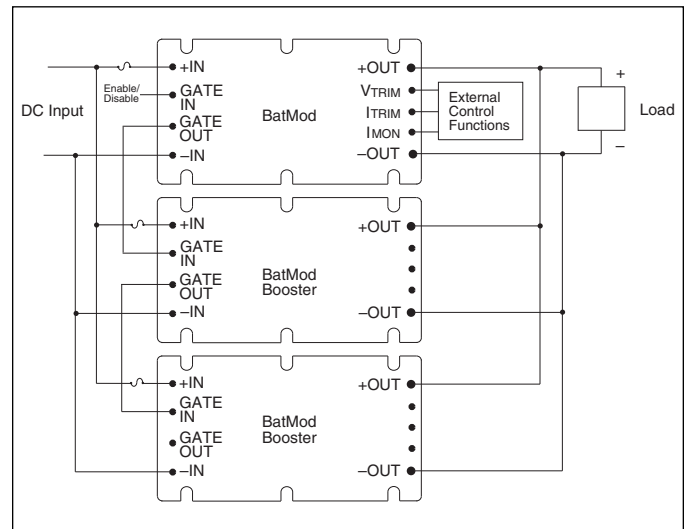 DC Input
Enable/
Disable
+IN
GATE
IN
GATE
OUT
–IN
BatMod
+OUT
VTRIM
ITRIM
IMON
–OUT
External
Control
Functions
+
Load
–
+IN
GATE
IN
GATE
OUT
–IN
BatMod
Booster
+OUT
–OUT
+IN
GATE
IN
GATE
OUT
–IN
BatMod
Booster
+OUT
–OUT